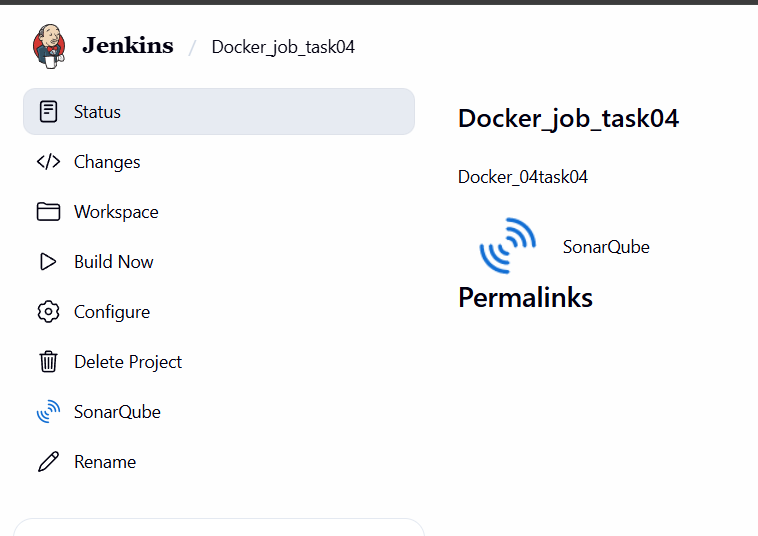 Jenkins / Docker_job_task04
Status
Changes
Workspace
Build Now
Configure
Delete Project
SonarQube
Rename
Docker_job_task04
Docker_04task04
SonarQube
Permalinks